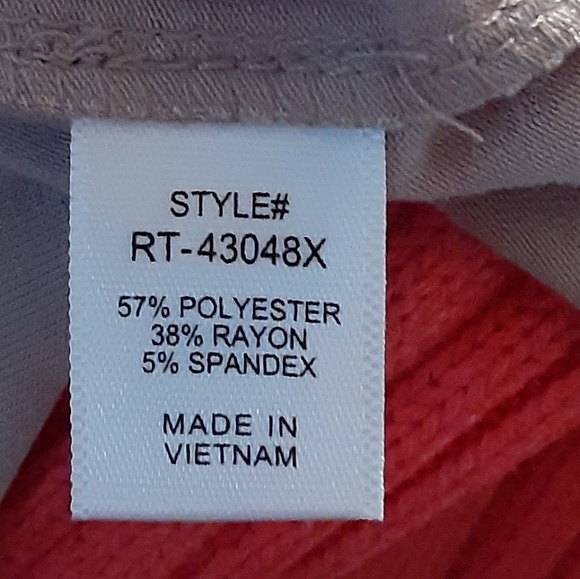 STYLE#
RT-43048X
57% POLYESTER
38% RAYON
5% SPANDEX
MADE IN
VIETNAM